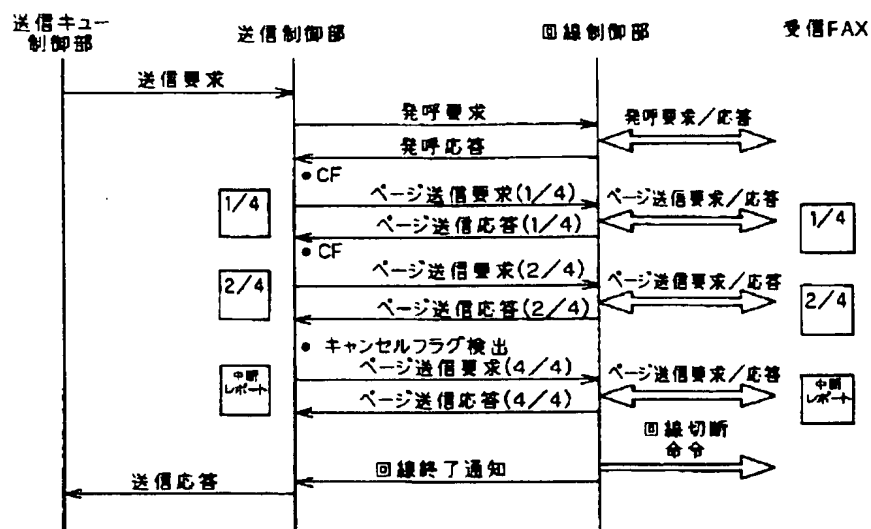 送信キュー
制御部
送信制御部
回線制御部
受信FAX
送信要求
発呼要求
発呼要求／応答
発呼応答
• CF
1/4
ページ送信要求(1／4)
ページ送信要求／応答
1/4
ページ送信応答(1／4)
• CF
2/4
ページ送信要求(2／4)
ページ送信要求／応答
2/4
ページ送信応答(2／4)
• キャンセルフラグ検出
中断
レポート
ページ送信要求(4／4)
ページ送信要求／応答
中断
レポート
ページ送信応答(4／4)
回線切断
命令
送信応答
回線終了通知